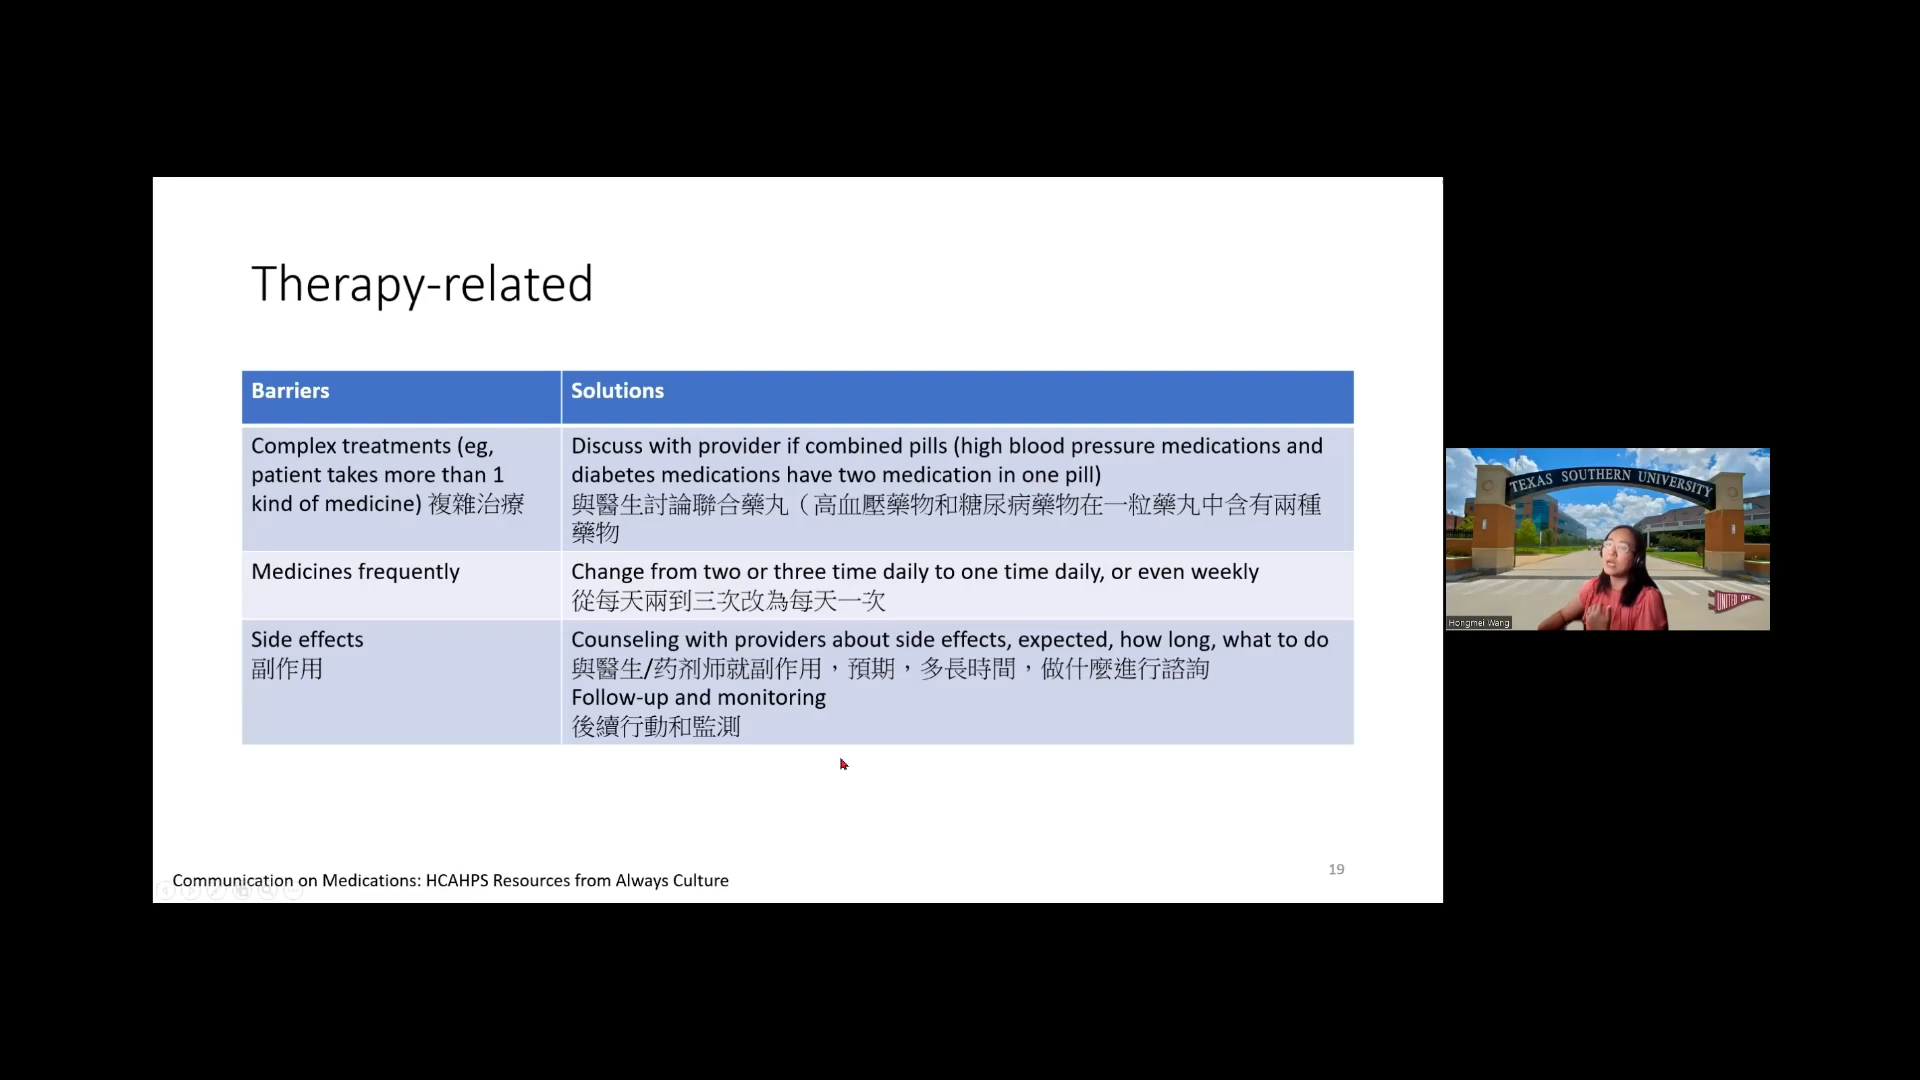 Therapy-related
Barriers
Solutions
Complex treatments (eg,
patient takes more than 1
kind of medicine) 複雜治療
Discuss with provider if combined pills (high blood pressure medications and
diabetes medications have two medication in one pill)
與醫生討論聯合藥丸（高血壓藥物和糖尿病藥物在一粒藥丸中含有兩種
藥物
Medicines frequently
Change from two or three time daily to one time daily, or even weekly
從每天兩到三次改為每天一次
Side effects
副作用
Counseling with providers about side effects, expected, how long, what to do
與醫生/药剂师就副作用，預期，多長時間，做什麼進行諮詢
Follow-up and monitoring
後續行動和監測
Communication on Medications: HCAHPS Resources from Always Culture
19
TEXAS SOUTHERN UNIVERSITY
UNITED ONE
Hongmei Wang